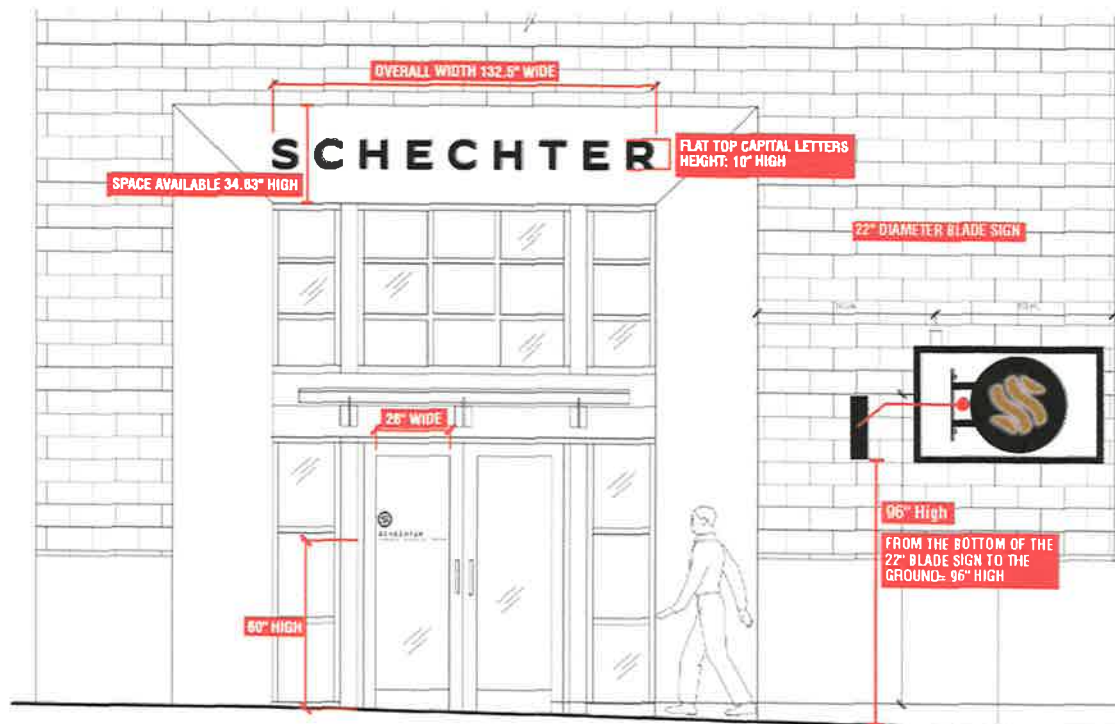 OVERALL WIDTH 132.5" WIDE
SCHECHTER
FLAT TOP CAPITAL LETTERS
HEIGHT: 10" HIGH
SPACE AVAILABLE 34.63" HIGH
22" DIAMETER BLADE SIGN
26" WIDE
96" High
SCHECHTER
FROM THE BOTTOM OF THE
22" BLADE SIGN TO THE
GROUND= 96" HIGH
60" HIGH